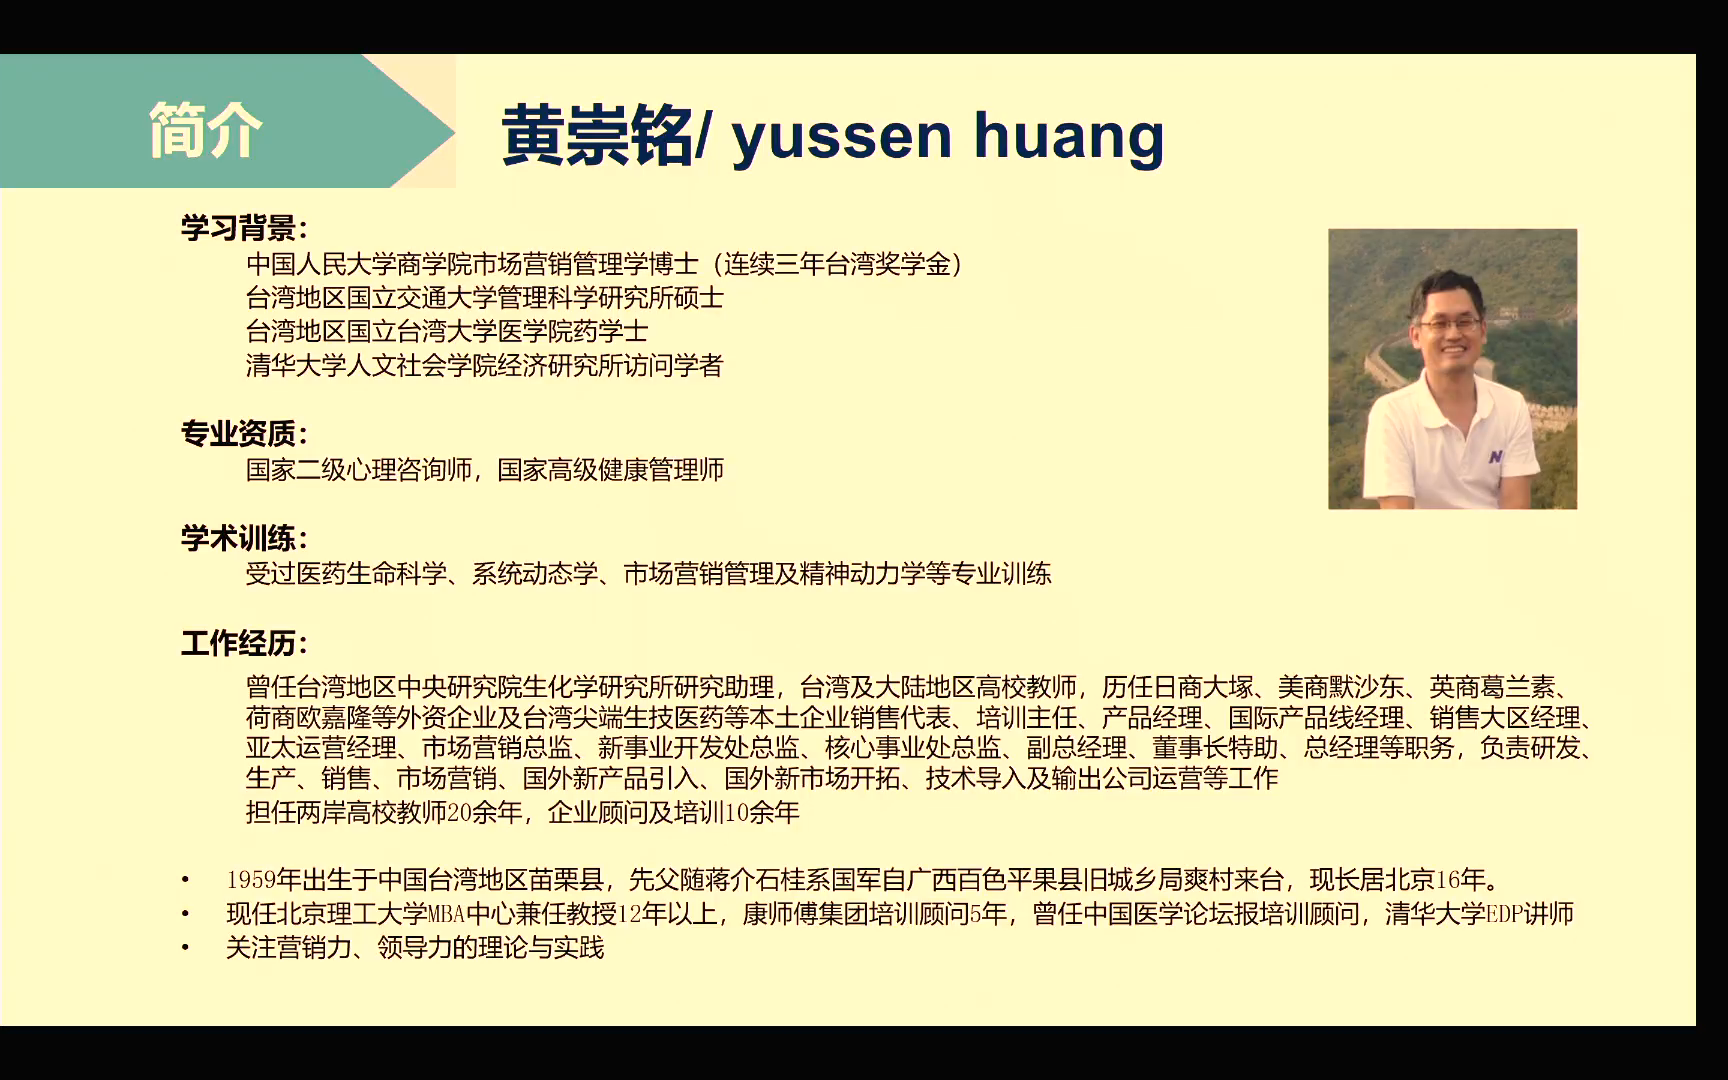 简介
黄崇铭/ yussen huang
学习背景：
中国人民大学商学院市场营销管理学博士（连续三年台湾奖学金）
台湾地区国立交通大学管理科学研究所硕士
台湾地区国立台湾大学医学院药学士
清华大学人文社会学院经济研究所访问学者
专业资质：
国家二级心理咨询师，国家高级健康管理师
N
学术训练：
受过医药生命科学、系统动态学、市场营销管理及精神动力学等专业训练
工作经历：
曾任台湾地区中央研究院生化学研究所研究助理，台湾及大陆地区高校教师，历任日商大塚、美商默沙东、英商葛兰素、
荷商欧嘉隆等外资企业及台湾尖端生技医药等本土企业销售代表、培训主任、产品经理、国际产品线经理、销售大区经理、
亚太运营经理、市场营销总监、新事业开发处总监、核心事业处总监、副总经理、董事长特助、总经理等职务，负责研发、
生产、销售、市场营销、国外新产品引入、国外新市场开拓、技术导入及输出公司运营等工作
担任两岸高校教师20余年，企业顾问及培训10余年
• 1959年出生于中国台湾地区苗栗县，先父随蒋介石桂系国军自广西百色平果县旧城乡局爽村来台，现长居北京16年。
• 现任北京理工大学MBA中心兼任教授12年以上，康师傅集团培训顾问5年，曾任中国医学论坛报培训顾问，清华大学EDP讲师
• 关注营销力、领导力的理论与实践